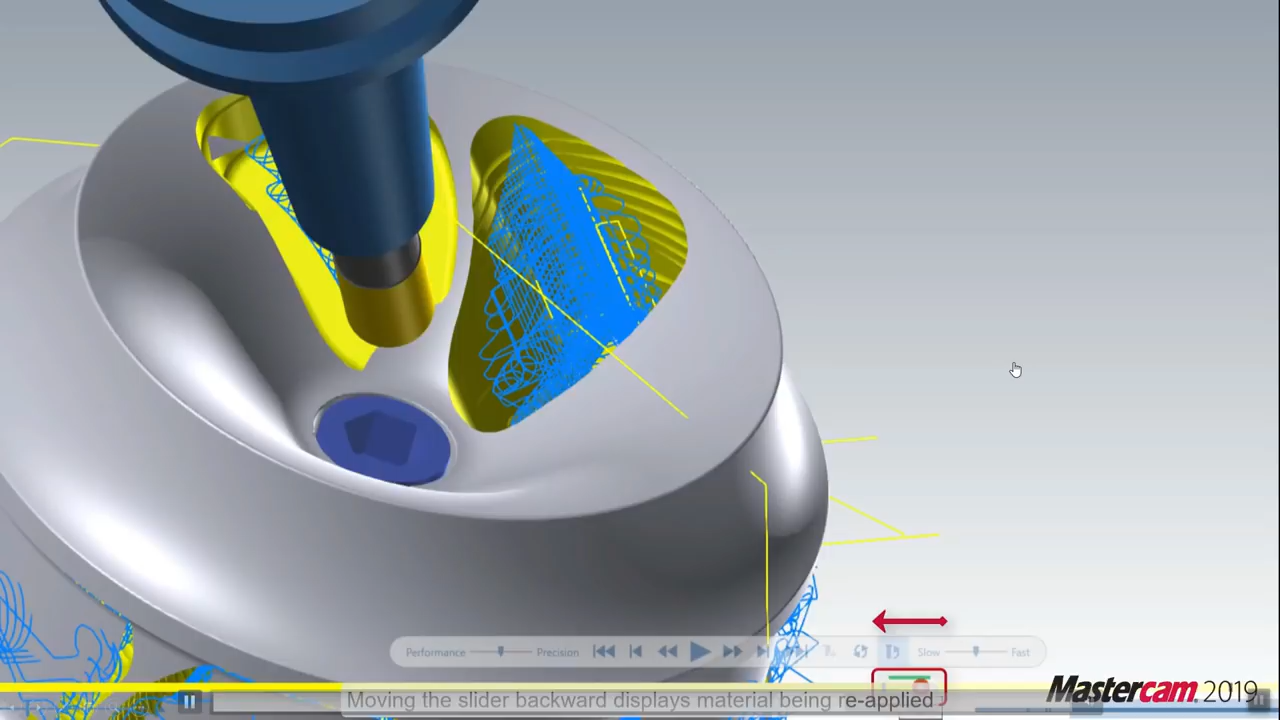 Performance Precision Slow Fast
Moving the slider backward displays material being re-applied
Mastercam. 2019